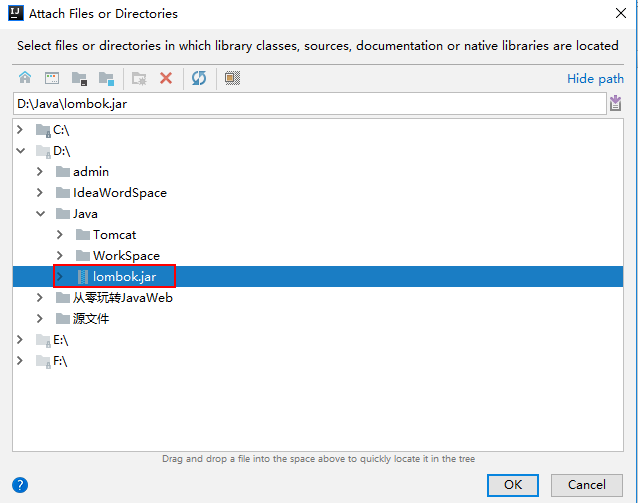 Attach Files or Directories
Select files or directories in which library classes, sources, documentation or native libraries are located
Hide path
D:\Java\lombok.jar
C:\
D:\
admin
IdeaWordSpace
Java
Tomcat
WorkSpace
lombok.jar
从零玩转JavaWeb
源文件
E:\
F:\
Drag and drop a file into the space above to quickly locate it in the tree
?
OK
Cancel